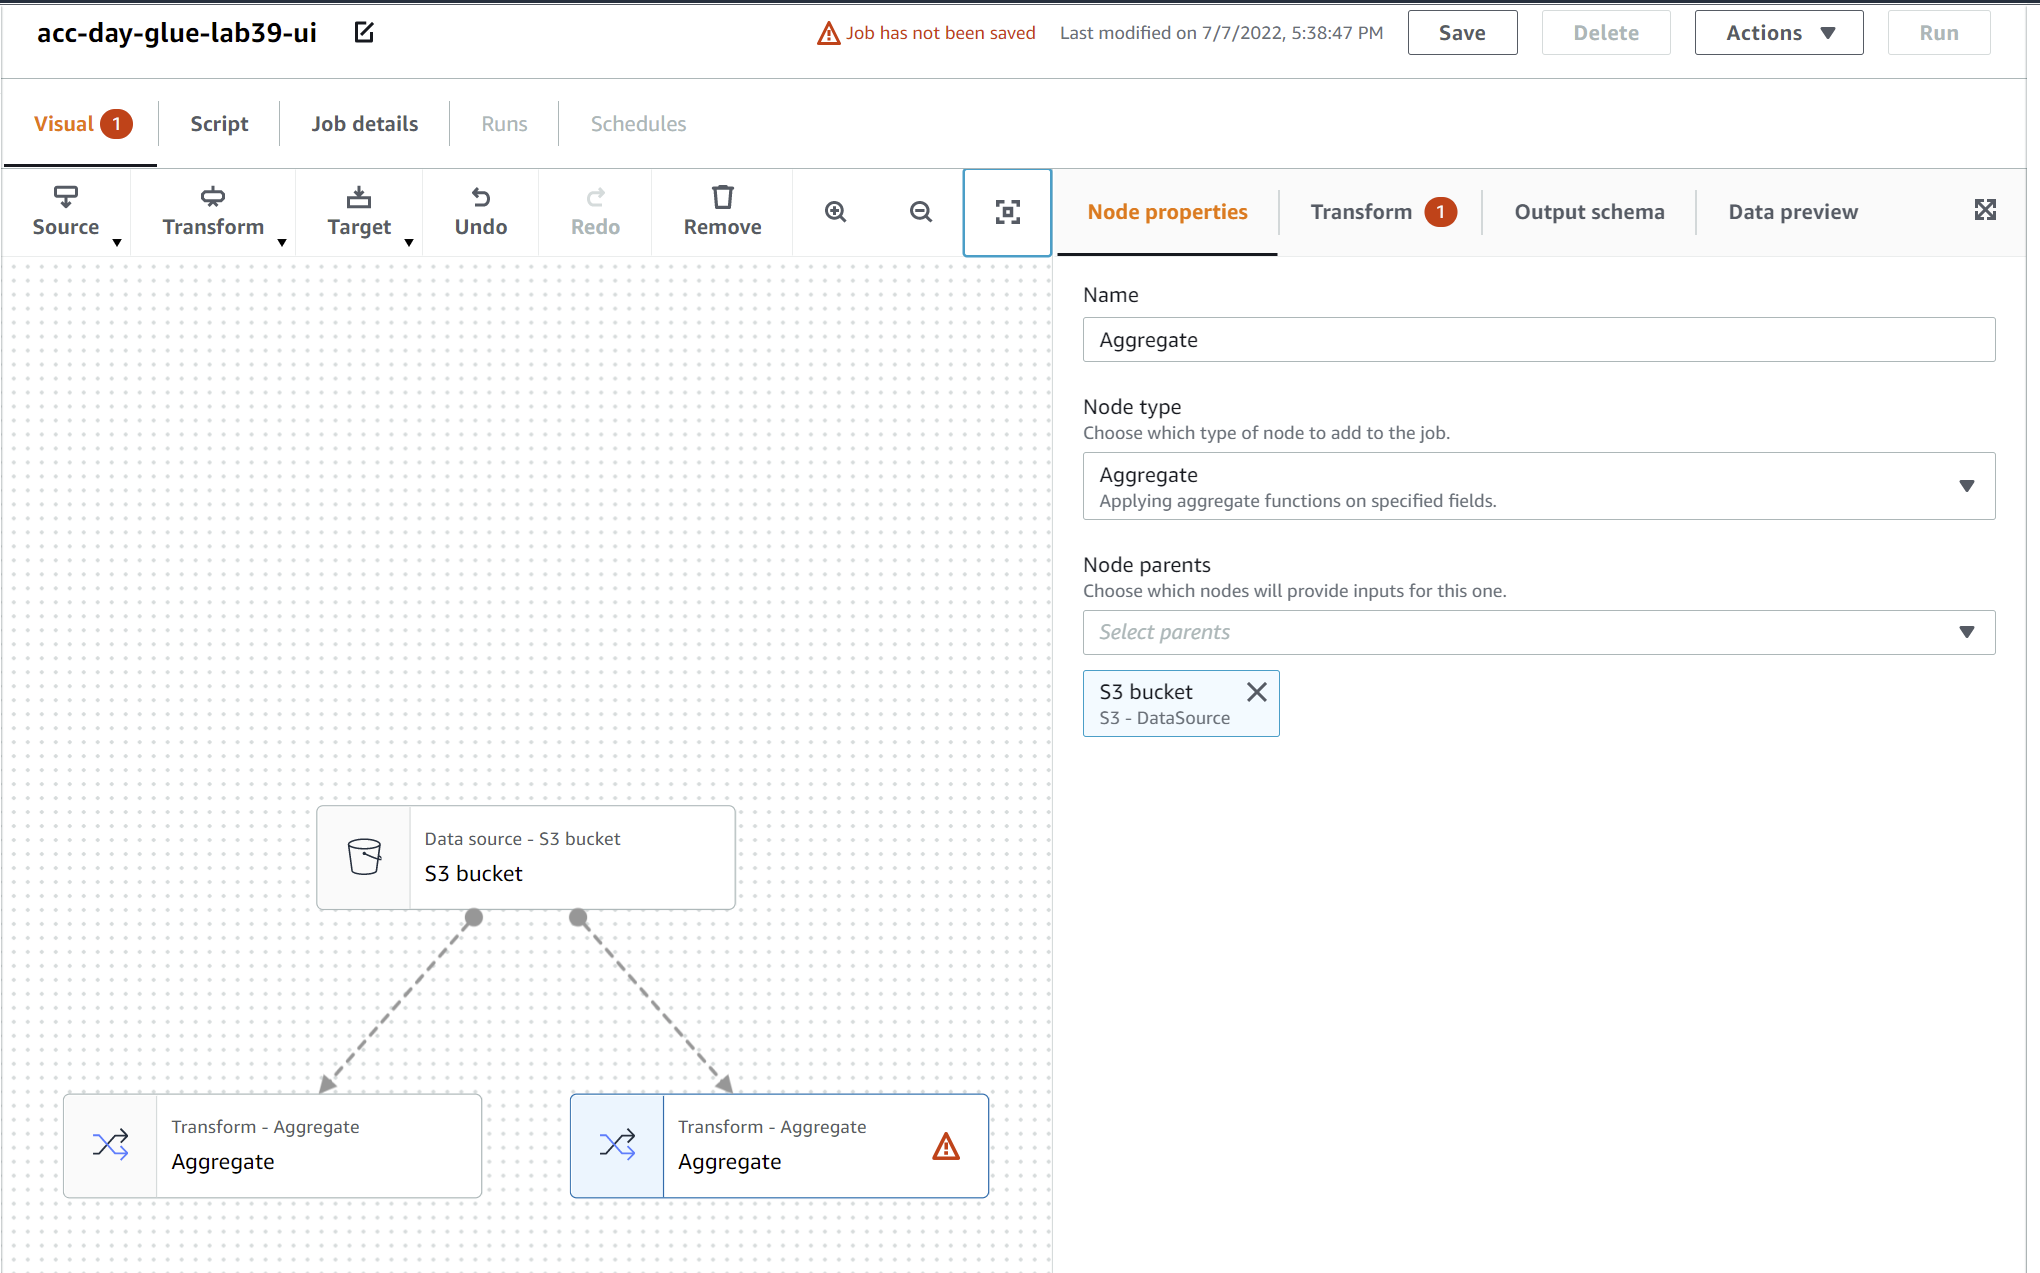 acc-day-glue-lab39-ui
Job has not been saved
Last modified on 7/7/2022, 5:38:47 PM
Save
Delete
Actions
Run
Visual 1
Script
Job details
Runs
Schedules
Source
Transform
Target
Undo
Redo
Remove
Node properties
Transform 1
Output schema
Data preview
Name
Aggregate
Node type
Choose which type of node to add to the job.
Aggregate
Applying aggregate functions on specified fields.
Node parents
Choose which nodes will provide inputs for this one.
Select parents
S3 bucket
S3 - DataSource
Data source - S3 bucket
S3 bucket
Transform - Aggregate
Aggregate
Transform - Aggregate
Aggregate